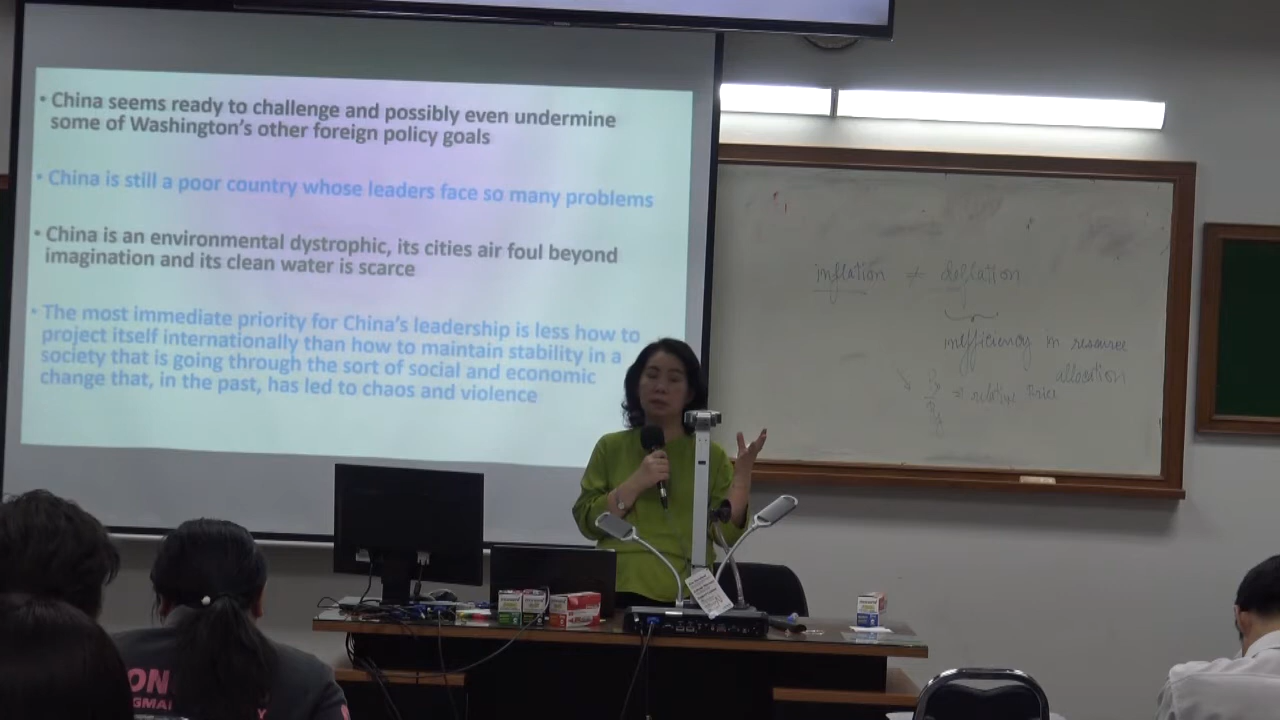 • China seems ready to challenge and possibly even undermine
some of Washington's other foreign policy goals
• China is still a poor country whose leaders face so many problems
• China is an environmental dystrophic, its cities air foul beyond
imagination and its clean water is scarce
• The most immediate priority for China's leadership is less how to
project itself internationally than how to maintain stability in a
society that is going through the sort of social and economic
change that, in the past, has led to chaos and violence
inflation ≠ deflation
inefficiency in resource
allocation
= relative Price
ON